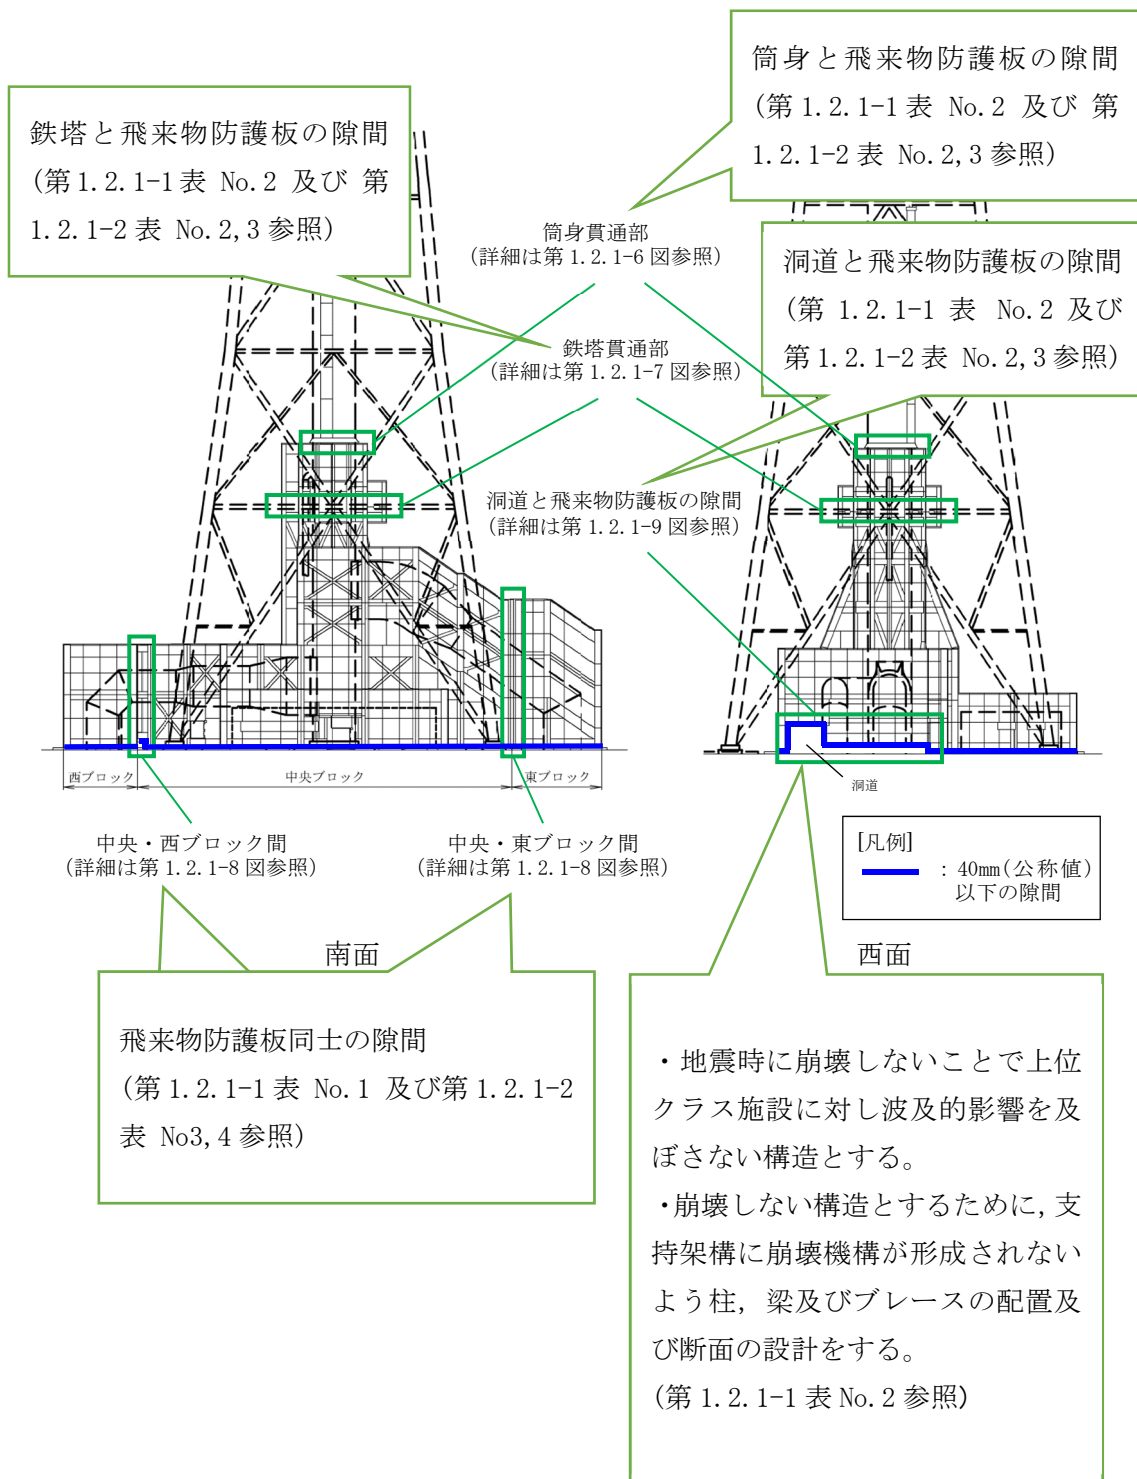 筒身と飛来物防護板の隙間
(第1.2.1-1表 No.2 及び 第
1.2.1-2表 No.2,3参照)
鉄塔と飛来物防護板の隙間
(第1.2.1-1表 No.2 及び 第
1.2.1-2表 No.2,3参照)
筒身貫通部
(詳細は第1.2.1-6図参照)
洞道と飛来物防護板の隙間
(第 1.2.1-1 表 No.2 及び
第1.2.1-2表 No.2,3参照)
鉄塔貫通部
(詳細は第1.2.1-7図参照)
洞道と飛来物防護板の隙間
(詳細は第1.2.1-9図参照)
西ブロック
中央ブロック
東ブロック
洞道
中央・西ブロック間
(詳細は第1.2.1-8図参照)
中央・東ブロック間
(詳細は第1.2.1-8図参照)
[凡例]
:40mm(公称値)
以下の隙間
南面
西面
飛来物防護板同士の隙間
(第1.2.1-1表 No.1 及び第1.2.1-2
表 No3,4参照)
・地震時に崩壊しないことで上位
クラス施設に対し波及的影響を及
ぼさない構造とする。
・崩壊しない構造とするために,支
持架構に崩壊機構が形成されない
よう柱,梁及びブレースの配置及
び断面の設計をする。
(第1.2.1-1表No.2参照)